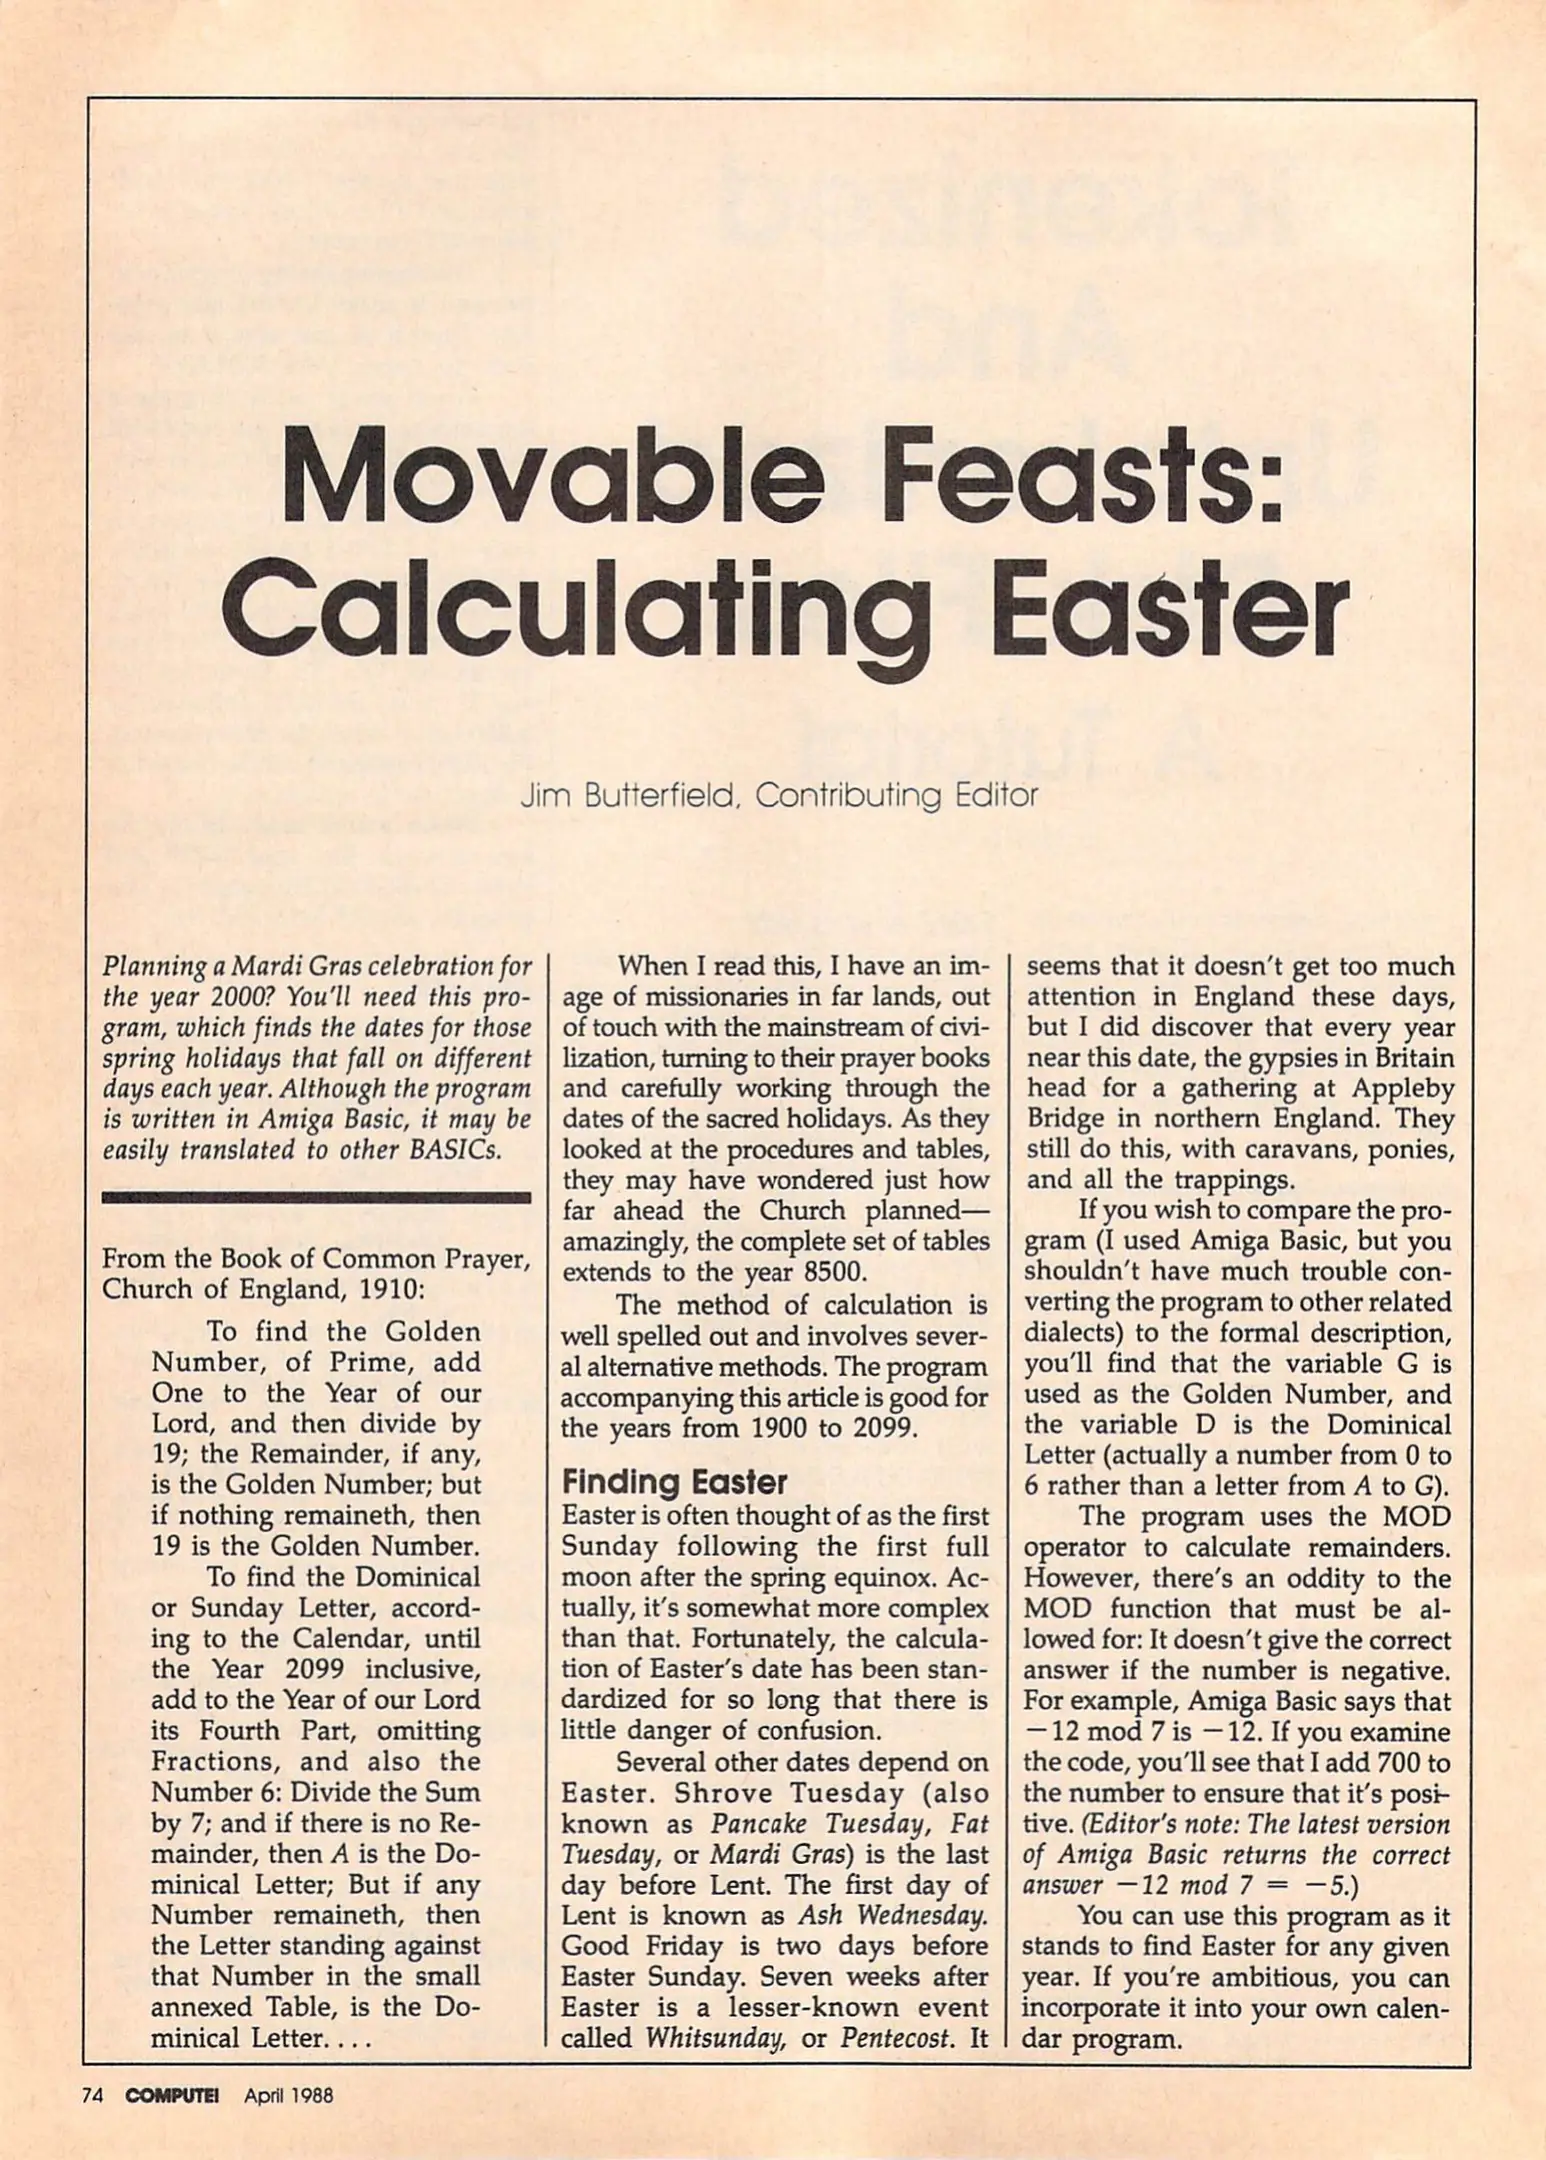 Movable Feasts:
Calculating Easter
Jim Butterfield, Contributing Editor
Planning a Mardi Gras celebration for
the year 2000? You'll need this pro-
gram, which finds the dates for those
spring holidays that fall on different
days each year. Although the program
is written in Amiga Basic, it may be
easily translated to other BASICs.
From the Book of Common Prayer,
Church of England, 1910:
To find the Golden
Number, of Prime, add
One to the Year of our
Lord, and then divide by
19; the Remainder, if any,
is the Golden Number; but
if nothing remaineth, then
19 is the Golden Number.
To find the Dominical
or Sunday Letter, accord-
ing to the Calendar, until
the Year 2099 inclusive,
add to the Year of our Lord
its Fourth Part, omitting
Fractions, and also the
Number 6: Divide the Sum
by 7; and if there is no Re-
mainder, then A is the Do-
minical Letter; But if any
Number remaineth, then
the Letter standing against
that Number in the small
annexed Table, is the Do-
minical Letter. . . .
When I read this, I have an im-
age of missionaries in far lands, out
of touch with the mainstream of civi-
lization, turning to their prayer books
and carefully working through the
dates of the sacred holidays. As they
looked at the procedures and tables,
they may have wondered just how
far ahead the Church planned—
amazingly, the complete set of tables
extends to the year 8500.
The method of calculation is
well spelled out and involves sever-
al alternative methods. The program
accompanying this article is good for
the years from 1900 to 2099.
Finding Easter
Easter is often thought of as the first
Sunday following the first full
moon after the spring equinox. Ac-
tually, it's somewhat more complex
than that. Fortunately, the calcula-
tion of Easter's date has been stan-
dardized for so long that there is
little danger of confusion.
Several other dates depend on
Easter. Shrove Tuesday (also
known as Pancake Tuesday, Fat
Tuesday, or Mardi Gras) is the last
day before Lent. The first day of
Lent is known as Ash Wednesday.
Good Friday is two days before
Easter Sunday. Seven weeks after
Easter is a lesser-known event
called Whitsunday, or Pentecost. It
seems that it doesn't get too much
attention in England these days,
but I did discover that every year
near this date, the gypsies in Britain
head for a gathering at Appleby
Bridge in northern England. They
still do this, with caravans, ponies,
and all the trappings.
If you wish to compare the pro-
gram (I used Amiga Basic, but you
shouldn't have much trouble con-
verting the program to other related
dialects) to the formal description,
you'll find that the variable G is
used as the Golden Number, and
the variable D is the Dominical
Letter (actually a number from 0 to
6 rather than a letter from A to G).
The program uses the MOD
operator to calculate remainders.
However, there's an oddity to the
MOD function that must be al-
lowed for: It doesn't give the correct
answer if the number is negative.
For example, Amiga Basic says that
−12 mod 7 is −12. If you examine
the code, you'll see that I add 700 to
the number to ensure that it's posi-
tive. (Editor's note: The latest version
of Amiga Basic returns the correct
answer −12 mod 7 = −5.)
You can use this program as it
stands to find Easter for any given
year. If you're ambitious, you can
incorporate it into your own calen-
dar program.
74 COMPUTE! April 1988